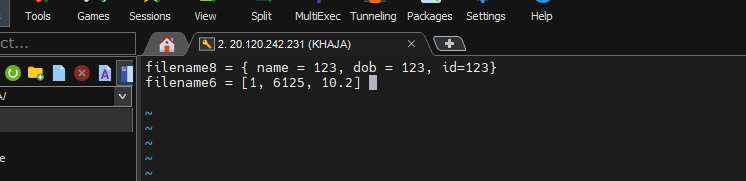 Tools Games Sessions View Split MultiExec Tunneling Packages Settings Help
ct...
2. 20.120.242.231 (KHAJA)
A/
filename8 = { name = 123, dob = 123, id=123}
filename6 = [1, 6125, 10.2]
~
~
~
e
~
~